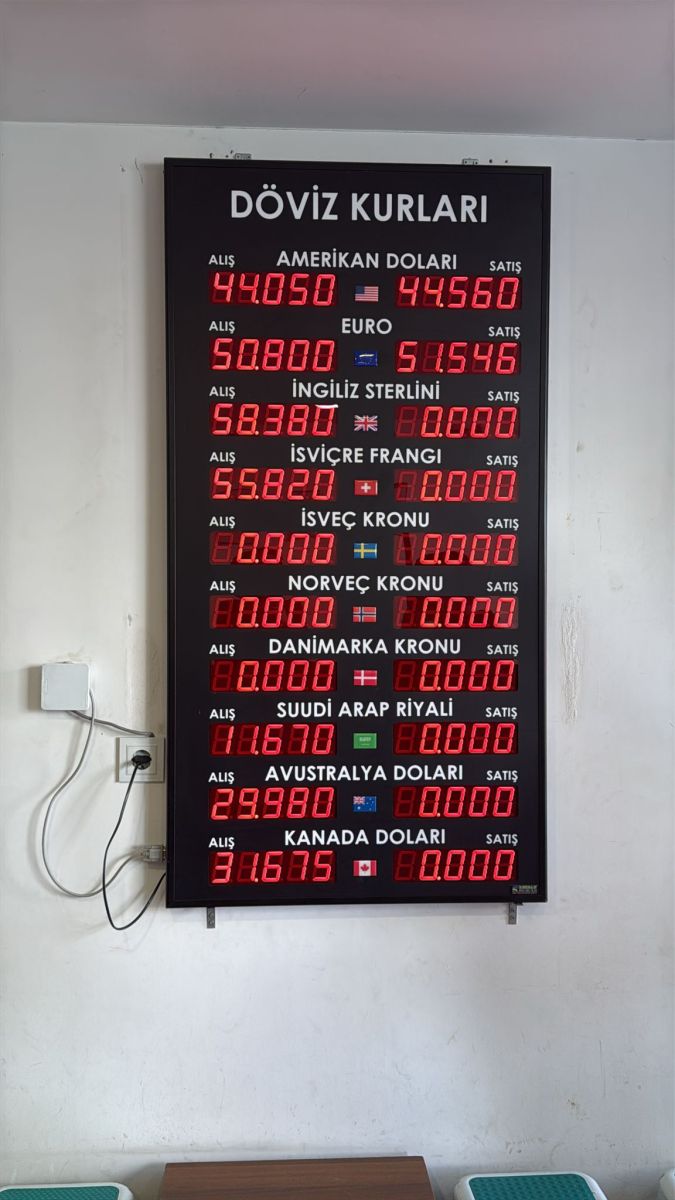 DÖVİZ KURLARI
ALIŞ AMERİKAN DOLARI SATIŞ
44.050 44.560
ALIŞ EURO SATIŞ
50.800 51.546
ALIŞ İNGİLİZ STERLİNİ SATIŞ
58.380 0.000
ALIŞ İSVİÇRE FRANGI SATIŞ
55.820 0.000
ALIŞ İSVEÇ KRONU SATIŞ
0.000 0.000
ALIŞ NORVEÇ KRONU SATIŞ
0.000 0.000
ALIŞ DANİMARKA KRONU SATIŞ
0.000 0.000
ALIŞ SUUDİ ARAP RİYALİ SATIŞ
11.670 0.000
ALIŞ AVUSTRALYA DOLARI SATIŞ
29.980 0.000
ALIŞ KANADA DOLARI SATIŞ
31.675 0.000